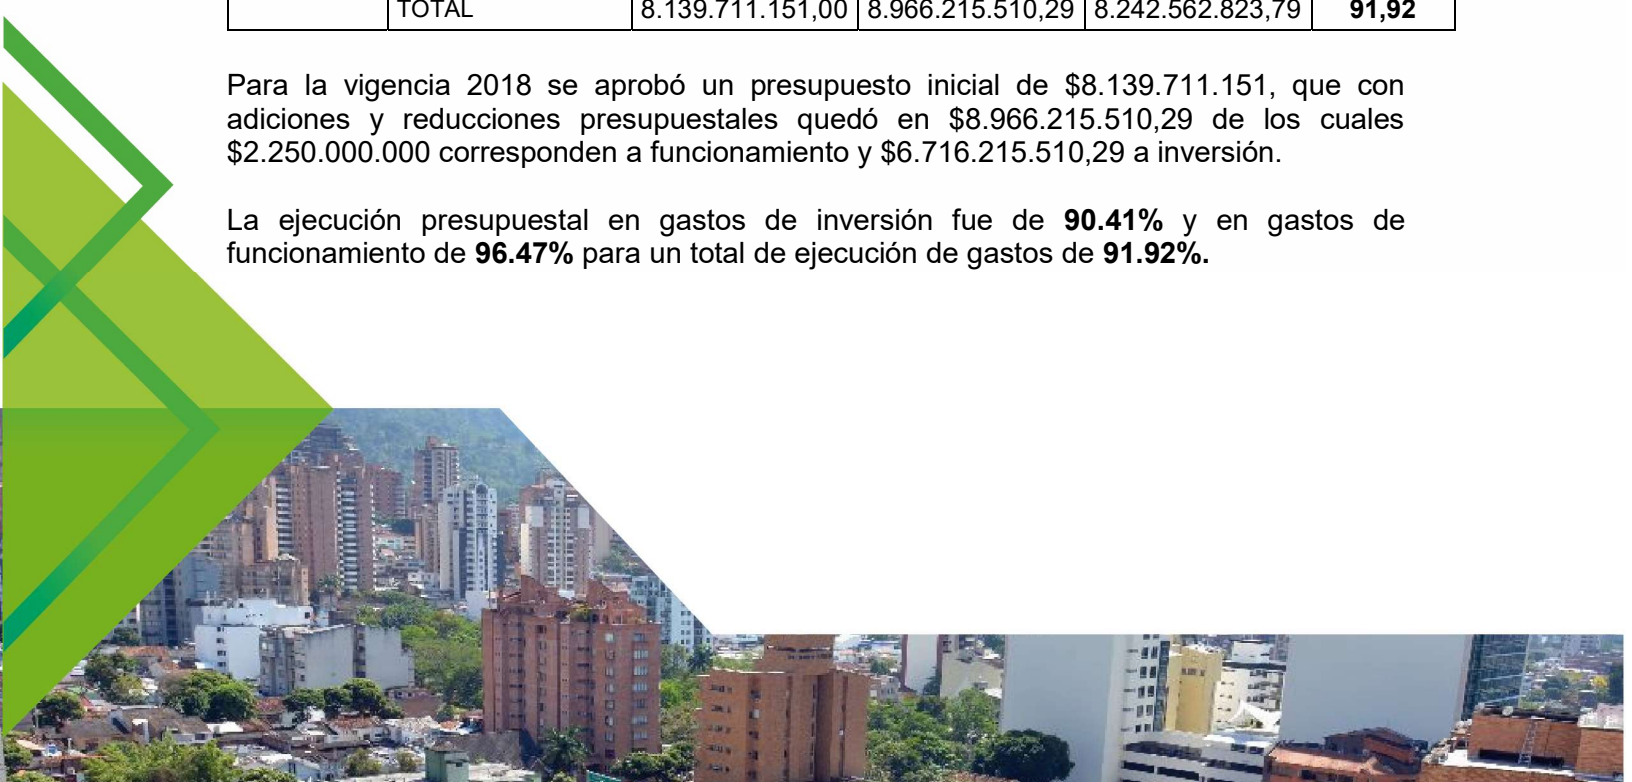 TOTAL 8.139.711.151,00 8.966.215.510,29 8.242.562.823,79 91,92
Para la vigencia 2018 se aprobó un presupuesto inicial de $8.139.711.151, que con
adiciones y reducciones presupuestales quedó en $8.966.215.510,29 de los cuales
$2.250.000.000 corresponden a funcionamiento y $6.716.215.510,29 a inversión.
La ejecución presupuestal en gastos de inversión fue de 90.41% y en gastos de
funcionamiento de 96.47% para un total de ejecución de gastos de 91.92%.